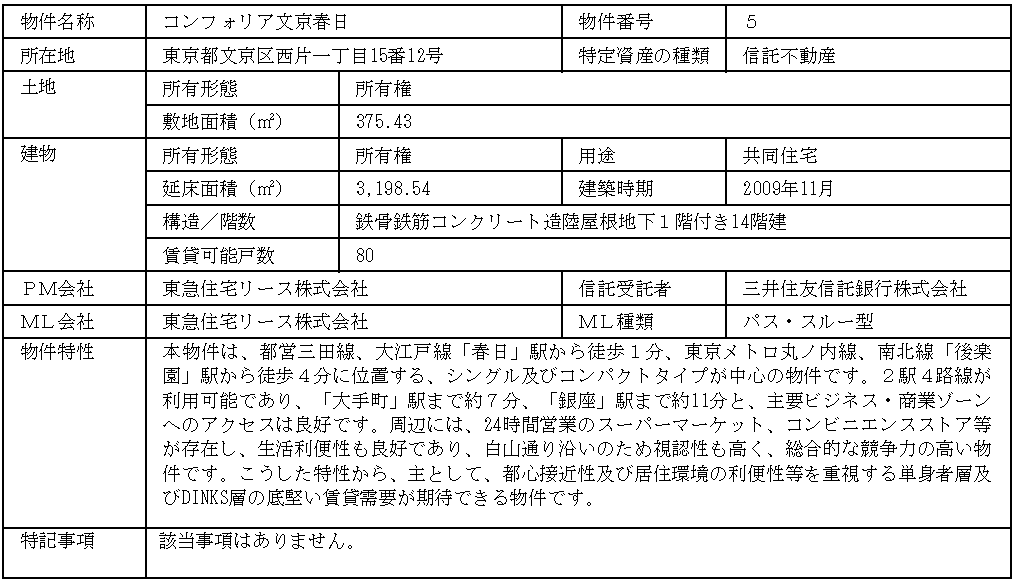 物件名称 コンフォリア文京春日 物件番号 ５
所在地 東京都文京区西片一丁目15番12号 特定資産の種類 信託不動産
土地 所有形態 所有権
敷地面積（㎡） 375.43
建物 所有形態 所有権 用途 共同住宅
延床面積（㎡） 3,198.54 建築時期 2009年11月
構造／階数 鉄骨鉄筋コンクリート造陸屋根地下１階付き14階建
賃貸可能戸数 80
ＰＭ会社 東急住宅リース株式会社 信託受託者 三井住友信託銀行株式会社
ＭＬ会社 東急住宅リース株式会社 ＭＬ種類 パス・スルー型
物件特性 本物件は、都営三田線、大江戸線「春日」駅から徒歩１分、東京メトロ丸ノ内線、南北線「後楽
園」駅から徒歩４分に位置する、シングル及びコンパクトタイプが中心の物件です。２駅４路線が
利用可能であり、「大手町」駅まで約７分、「銀座」駅まで約11分と、主要ビジネス・商業ゾーン
へのアクセスは良好です。周辺には、24時間営業のスーパーマーケット、コンビニエンスストア等
が存在し、生活利便性も良好であり、白山通り沿いのため視認性も高く、総合的な競争力の高い物
件です。こうした特性から、主として、都心接近性及び居住環境の利便性等を重視する単身者層及
びDINKS層の底堅い賃貸需要が期待できる物件です。
特記事項 該当事項はありません。